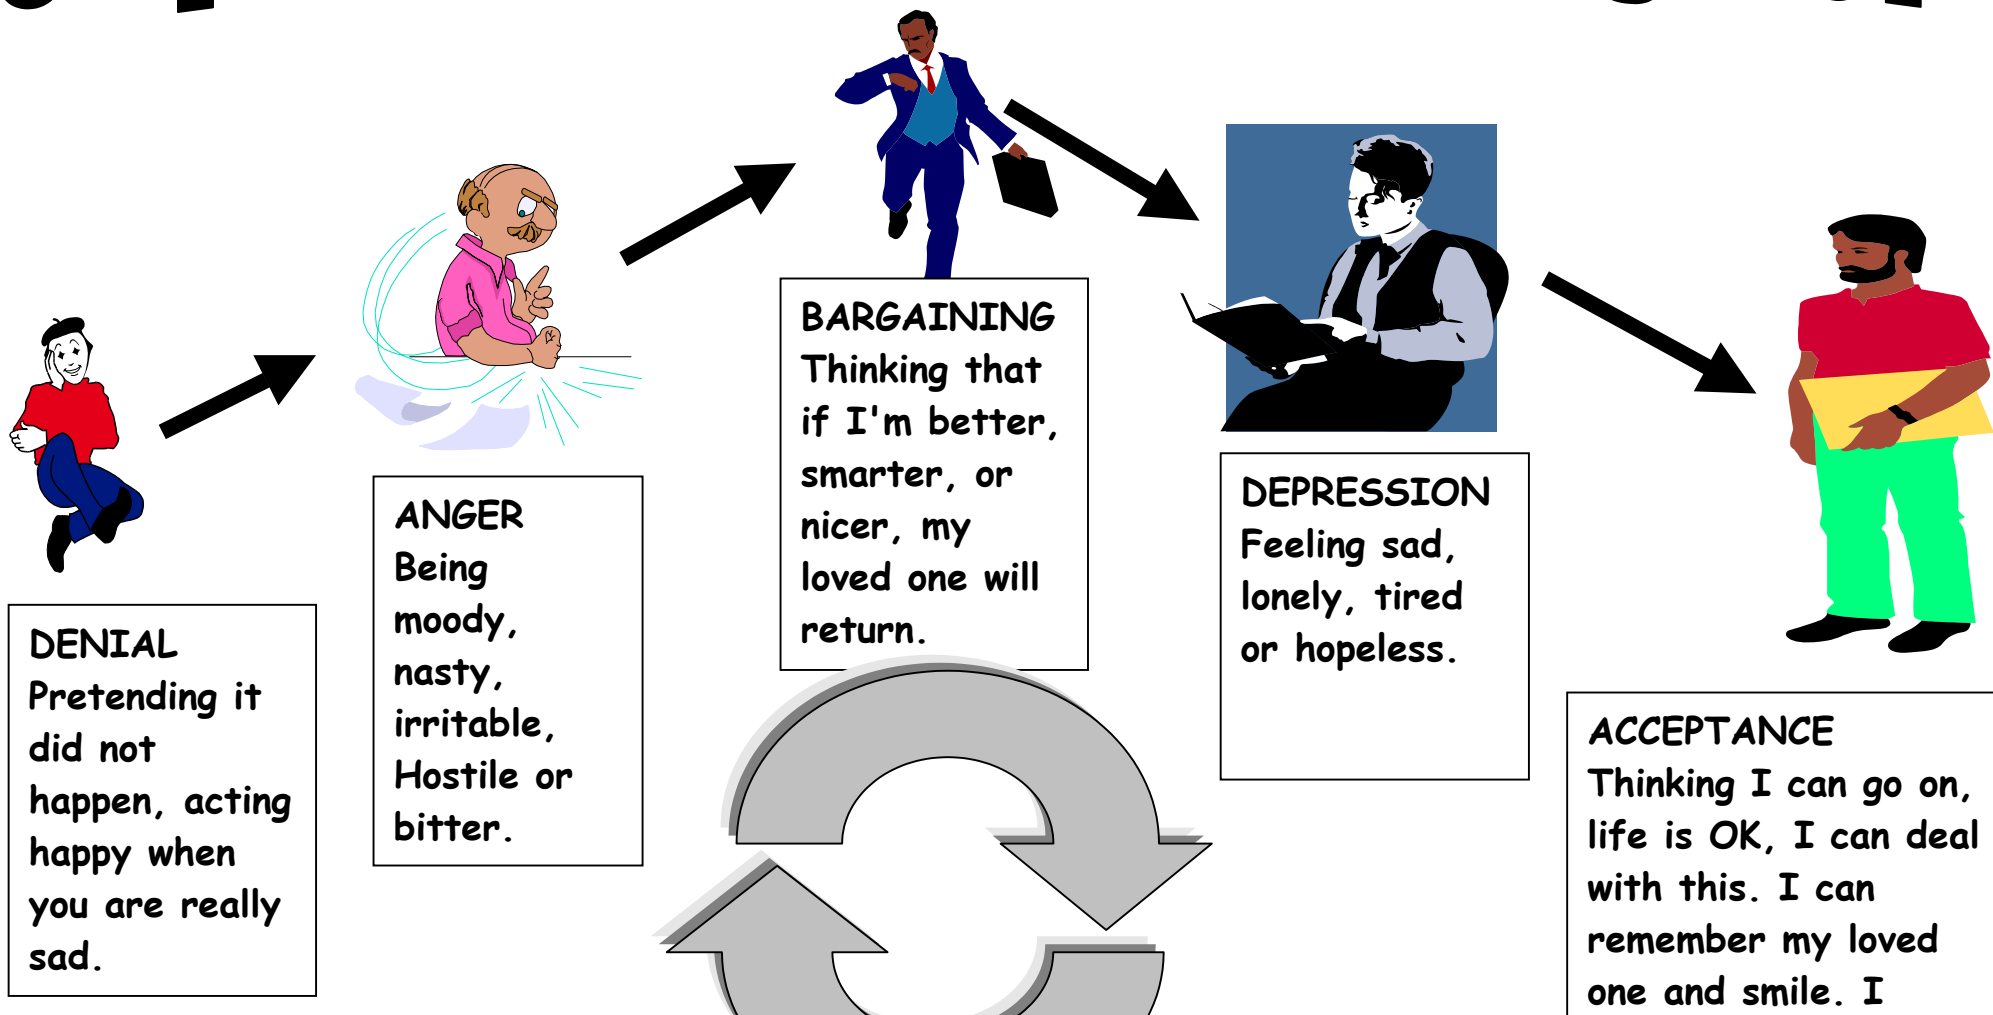 DENIAL
Pretending it
did not
happen, acting
happy when
you are really
sad.
ANGER
Being
moody,
nasty,
irritable,
Hostile or
bitter.
BARGAINING
Thinking that
if I'm better,
smarter, or
nicer, my
loved one will
return.
DEPRESSION
Feeling sad,
lonely, tired
or hopeless.
ACCEPTANCE
Thinking I can go on,
life is OK, I can deal
with this. I can
remember my loved
one and smile. I